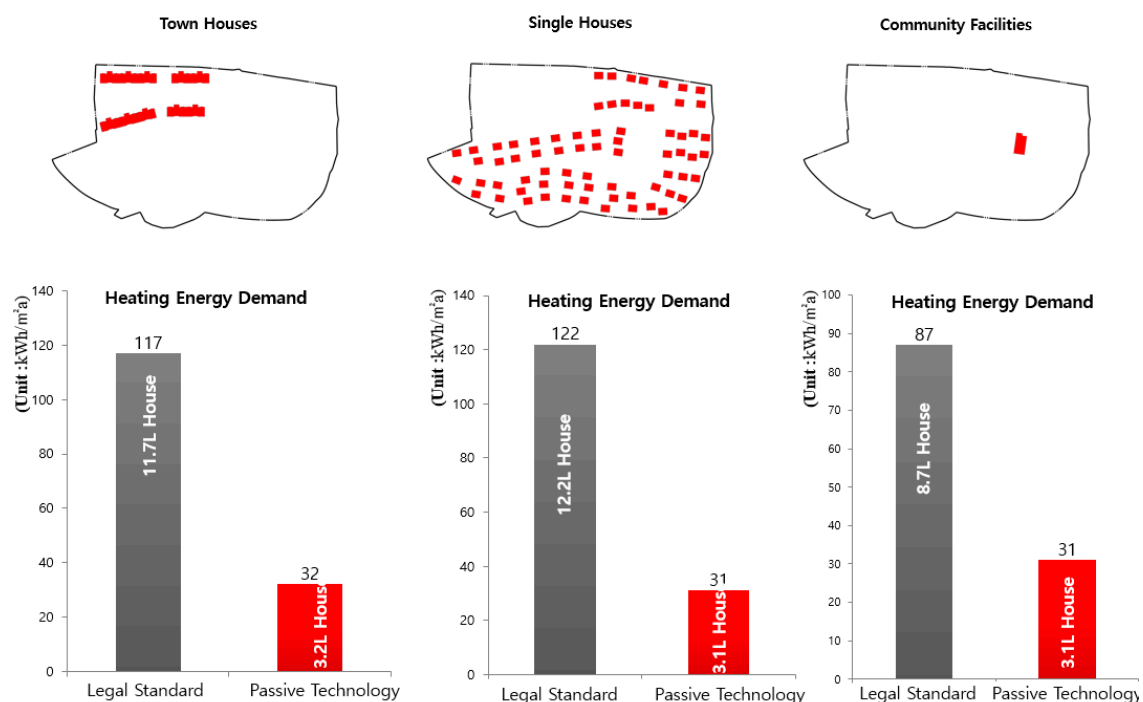 Town Houses
Single Houses
Community Facilities
Heating Energy Demand
(Unit :kWh/m²a)
140
120
100
80
60
40
20
0
117
11.7L House
32
3.2L House
Legal Standard
Passive Technology
Heating Energy Demand
(Unit :kWh/m²a)
140
120
100
80
60
40
20
0
122
12.2L House
31
3.1L House
Legal Standard
Passive Technology
Heating Energy Demand
(Unit :kWh/m²a)
100
90
80
70
60
50
40
30
20
10
0
87
8.7L House
31
3.1L House
Legal Standard
Passive Technology